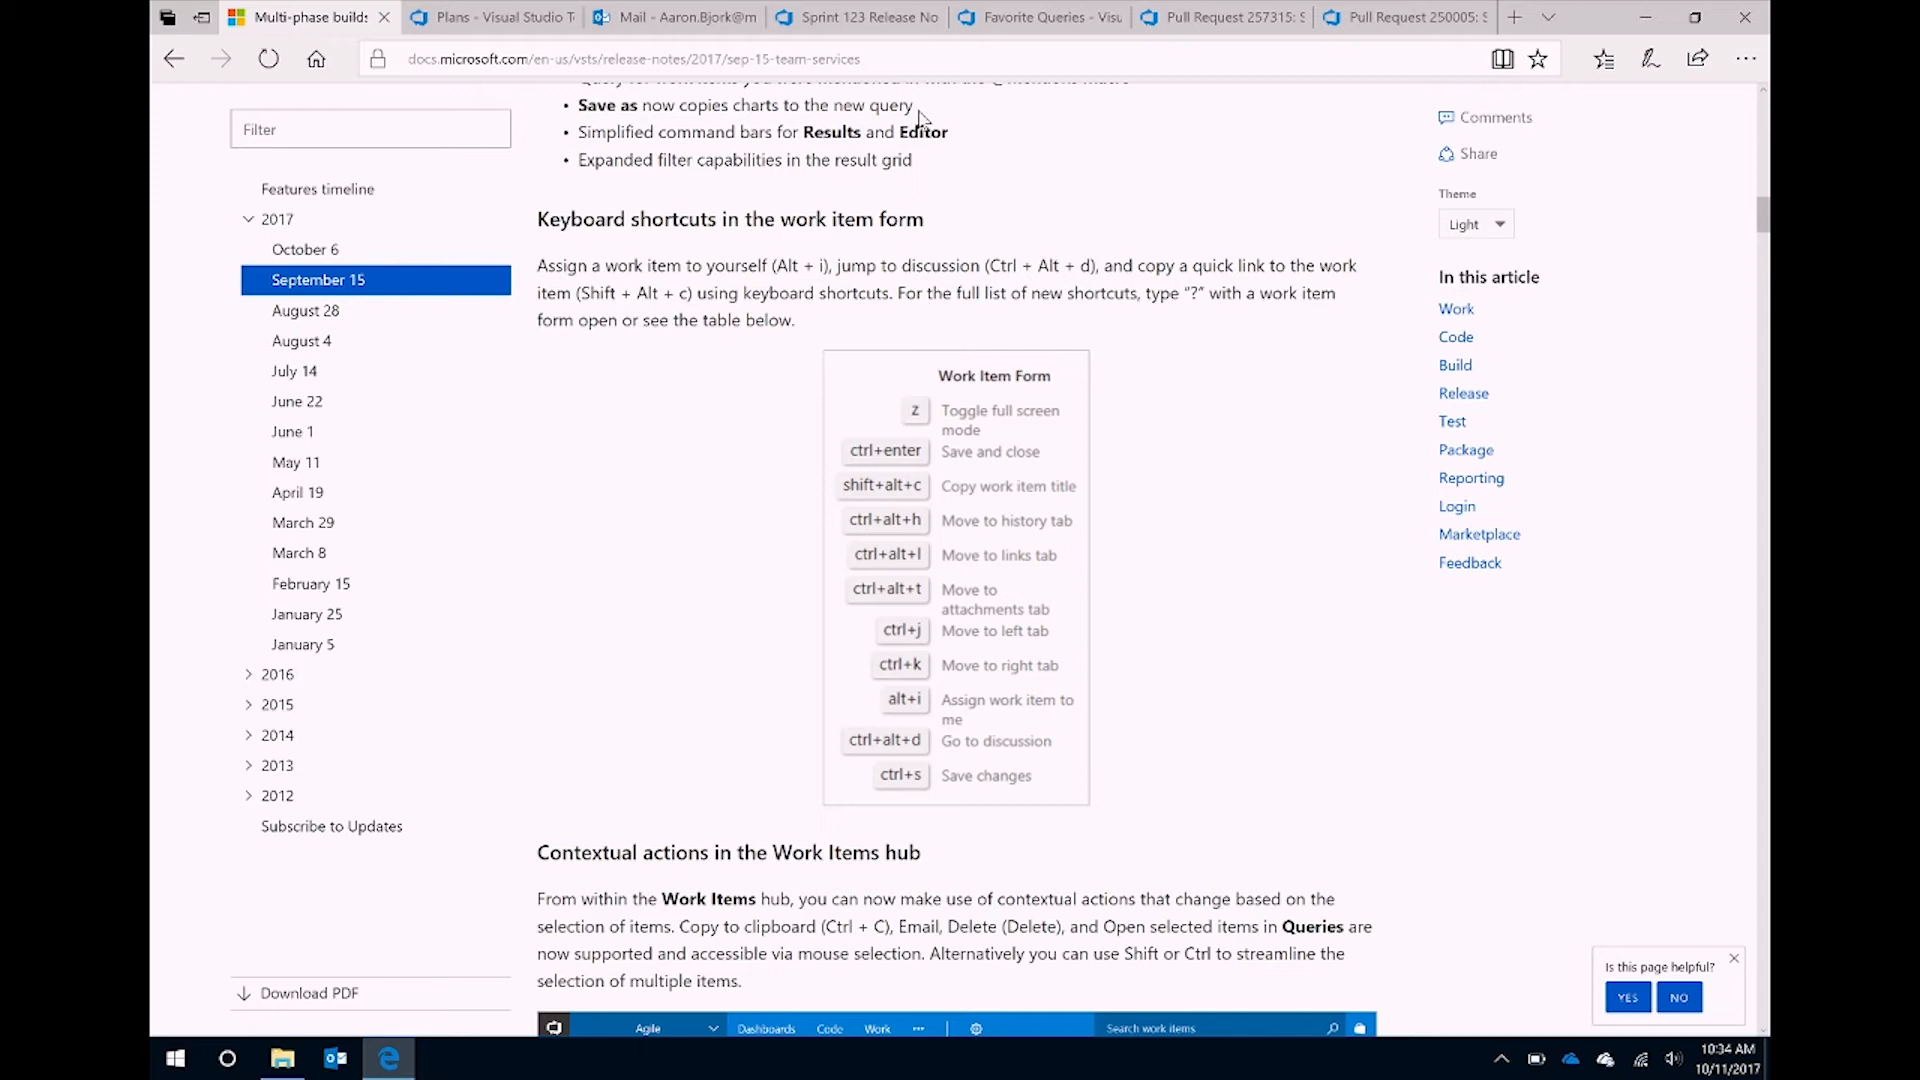 Multi-phase builds
Plans - Visual Studio T
Mail - Aaron.Bjork@m
Sprint 123 Release No
Favorite Queries - Visu
Pull Request 257315: S
Pull Request 250005: S
docs.microsoft.com/en-us/vsts/release-notes/2017/sep-15-team-services
Filter
Features timeline
2017
October 6
September 15
August 28
August 4
July 14
June 22
June 1
May 11
April 19
March 29
March 8
February 15
January 25
January 5
2016
2015
2014
2013
2012
Subscribe to Updates
Download PDF
• Save as now copies charts to the new query
• Simplified command bars for Results and Editor
• Expanded filter capabilities in the result grid
Keyboard shortcuts in the work item form
Assign a work item to yourself (Alt + i), jump to discussion (Ctrl + Alt + d), and copy a quick link to the work
item (Shift + Alt + c) using keyboard shortcuts. For the full list of new shortcuts, type "?" with a work item
form open or see the table below.
Work Item Form
z Toggle full screen
mode
ctrl+enter Save and close
shift+alt+c Copy work item title
ctrl+alt+h Move to history tab
ctrl+alt+l Move to links tab
ctrl+alt+t Move to
attachments tab
ctrl+j Move to left tab
ctrl+k Move to right tab
alt+i Assign work item to
me
ctrl+alt+d Go to discussion
ctrl+s Save changes
Contextual actions in the Work Items hub
From within the Work Items hub, you can now make use of contextual actions that change based on the
selection of items. Copy to clipboard (Ctrl + C), Email, Delete (Delete), and Open selected items in Queries are
now supported and accessible via mouse selection. Alternatively you can use Shift or Ctrl to streamline the
selection of multiple items.
Agile Dashboards Code Work ··· Search work items
Comments
Share
Theme
Light
In this article
Work
Code
Build
Release
Test
Package
Reporting
Login
Marketplace
Feedback
Is this page helpful?
YES NO
10:34 AM
10/11/2017